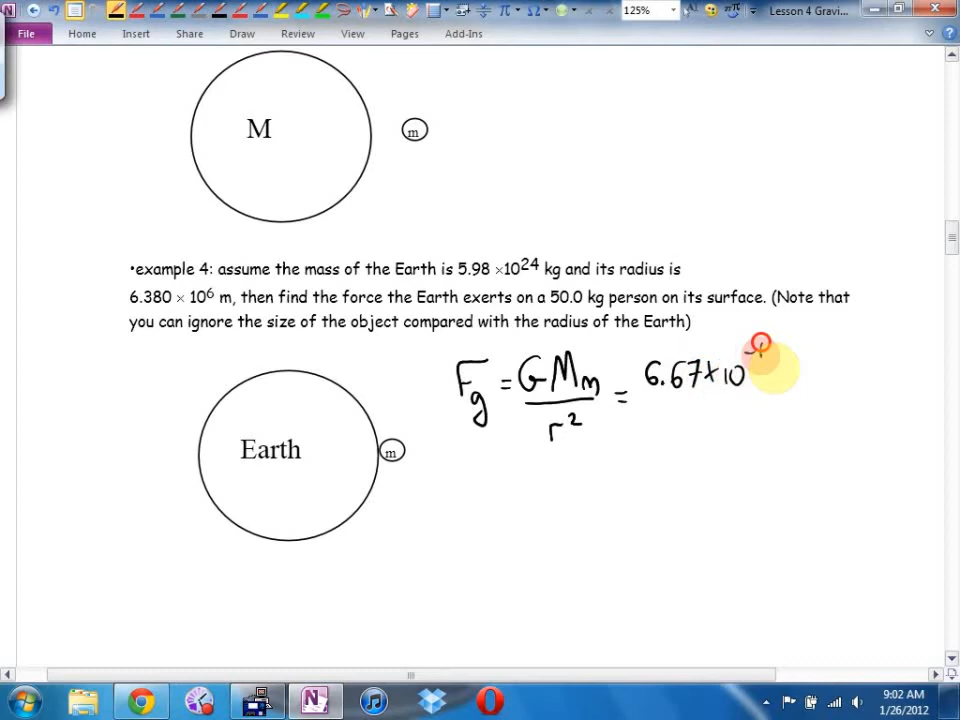 125%
Lesson 4 Gravi...
File Home Insert Share Draw Review View Pages Add-Ins
M
m
•example 4: assume the mass of the Earth is 5.98 ×10²⁴ kg and its radius is
6.380 × 10⁶ m, then find the force the Earth exerts on a 50.0 kg person on its surface. (Note that
you can ignore the size of the object compared with the radius of the Earth)
Fg = GMm / r² = 6.67×10⁻
Earth
m
9:02 AM
1/26/2012